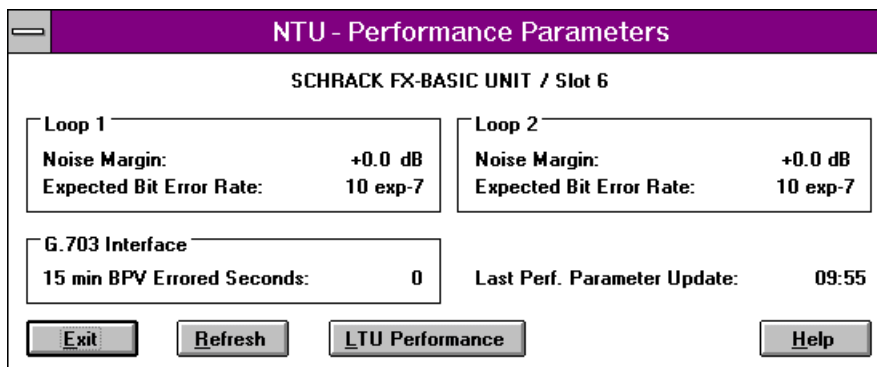 NTU - Performance Parameters
SCHRACK FX-BASIC UNIT / Slot 6
Loop 1
Noise Margin: +0.0 dB
Expected Bit Error Rate: 10 exp-7
Loop 2
Noise Margin: +0.0 dB
Expected Bit Error Rate: 10 exp-7
G.703 Interface
15 min BPV Errored Seconds: 0
Last Perf. Parameter Update: 09:55
Exit
Refresh
LTU Performance
Help